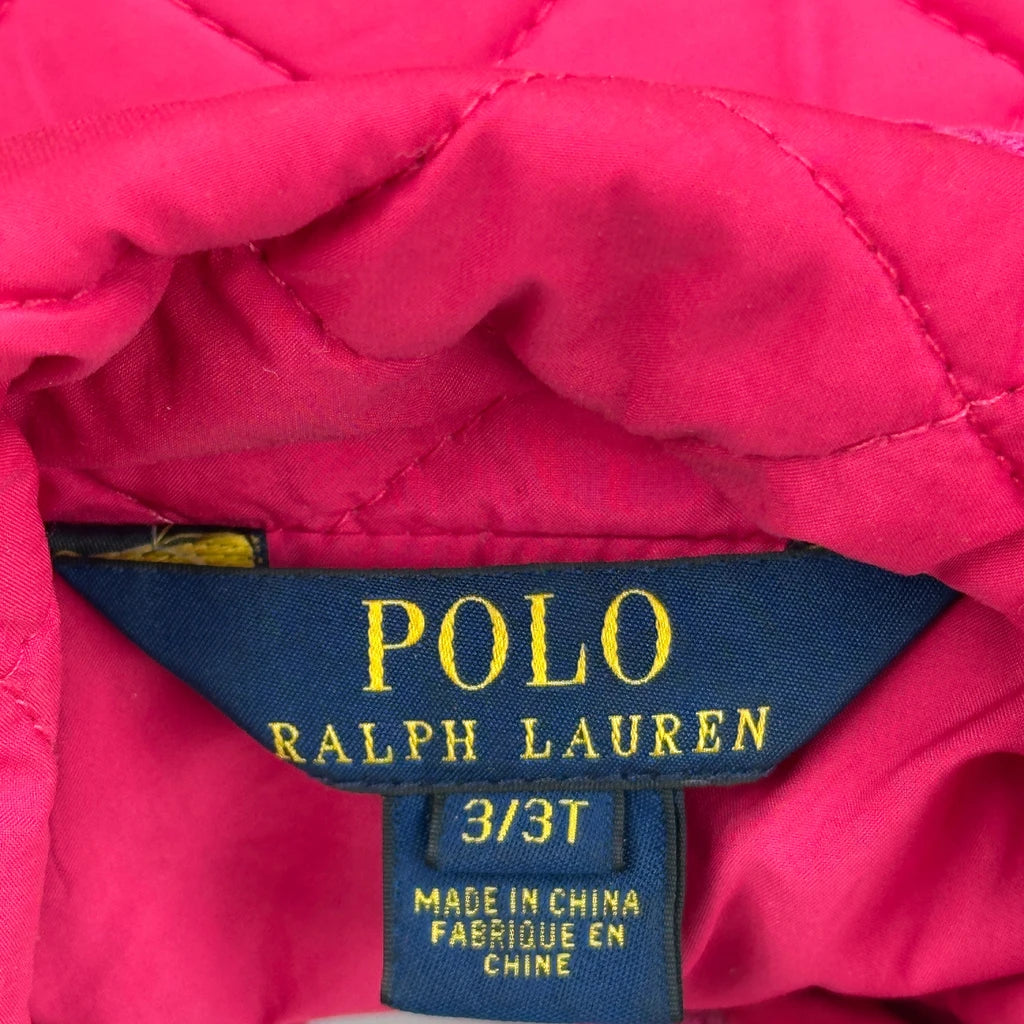 POLO
RALPH LAUREN
3/3T
MADE IN CHINA
FABRIQUE EN
CHINE